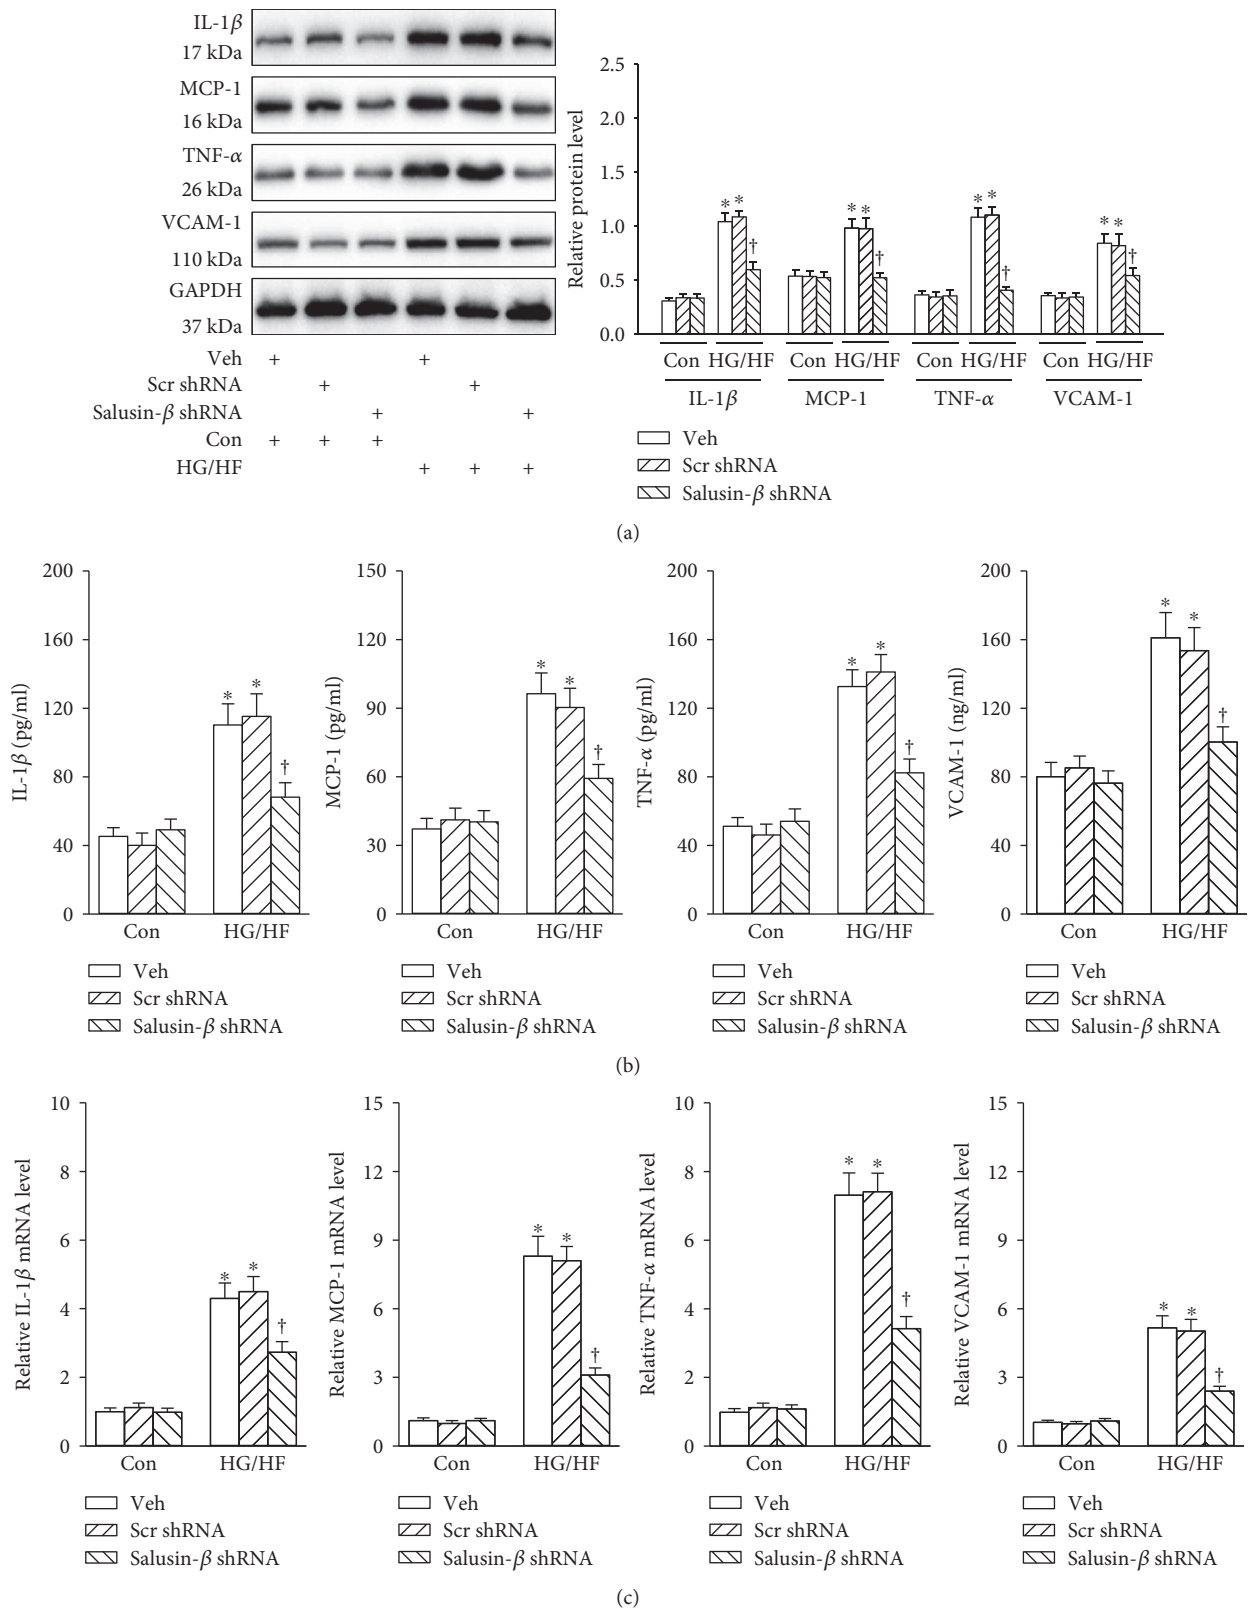 IL-1β
17 kDa
MCP-1
16 kDa
TNF-α
26 kDa
VCAM-1
110 kDa
GAPDH
37 kDa
Veh + +
Scr shRNA + +
Salusin-β shRNA + +
Con + + +
HG/HF + + +
Relative protein level
2.5
2.0
1.5
1.0
0.5
0.0
* * † * * † * * † * * †
Con HG/HF Con HG/HF Con HG/HF Con HG/HF
IL-1β MCP-1 TNF-α VCAM-1
Veh
Scr shRNA
Salusin-β shRNA
(a)
IL-1β (pg/ml)
200
160
120
80
40
0
* * †
Con HG/HF
Veh
Scr shRNA
Salusin-β shRNA
MCP-1 (pg/ml)
150
120
90
60
30
0
* * †
Con HG/HF
Veh
Scr shRNA
Salusin-β shRNA
TNF-α (pg/ml)
200
160
120
80
40
0
* * †
Con HG/HF
Veh
Scr shRNA
Salusin-β shRNA
VCAM-1 (ng/ml)
200
160
120
80
40
0
* * †
Con HG/HF
Veh
Scr shRNA
Salusin-β shRNA
(b)
Relative IL-1β mRNA level
10
8
6
4
2
0
* * †
Con HG/HF
Veh
Scr shRNA
Salusin-β shRNA
Relative MCP-1 mRNA level
15
12
9
6
3
0
* * †
Con HG/HF
Veh
Scr shRNA
Salusin-β shRNA
Relative TNF-α mRNA level
10
8
6
4
2
0
* * †
Con HG/HF
Veh
Scr shRNA
Salusin-β shRNA
Relative VCAM-1 mRNA level
15
12
9
6
3
0
* * †
Con HG/HF
Veh
Scr shRNA
Salusin-β shRNA
(c)